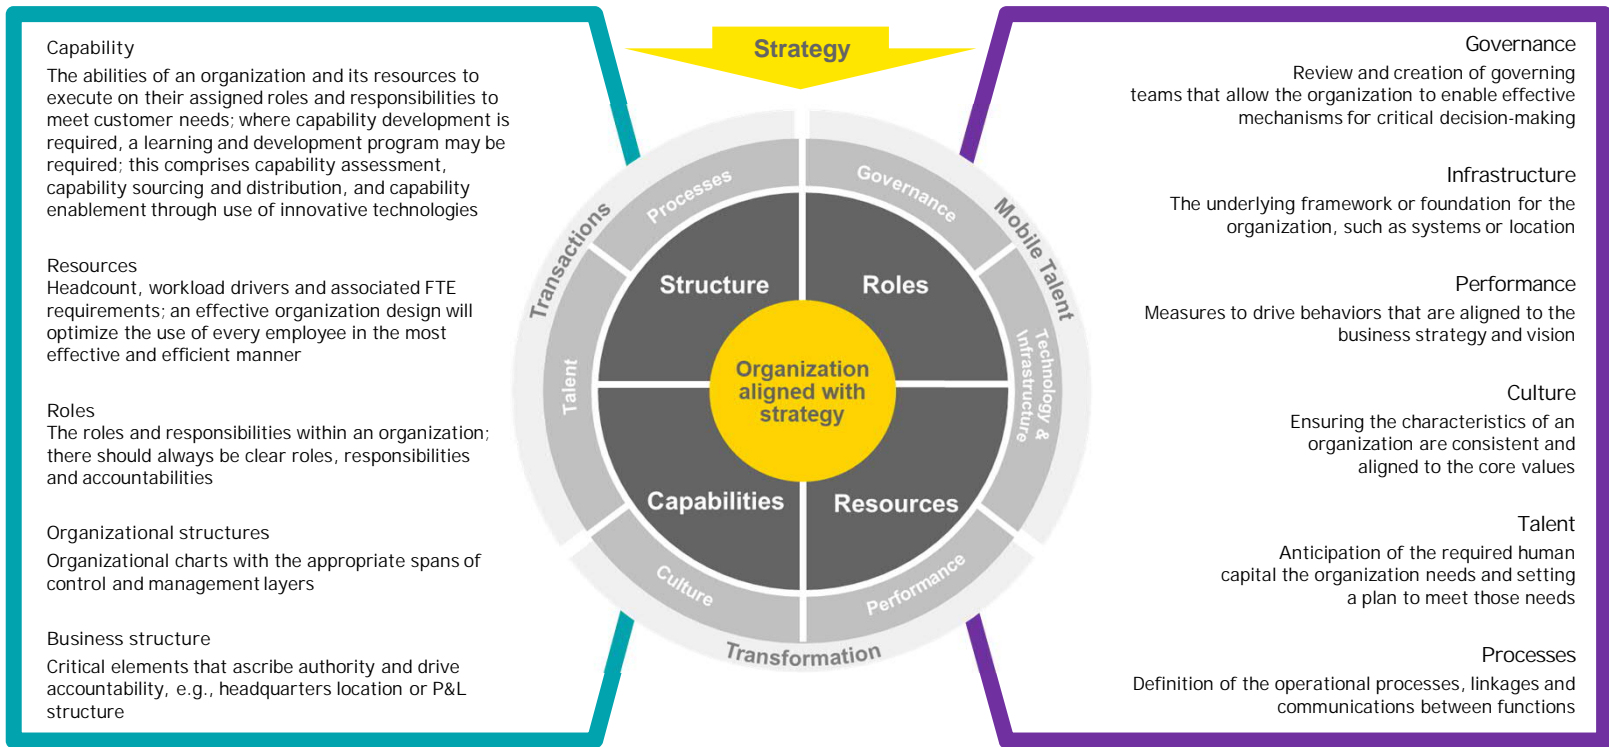 Capability
The abilities of an organization and its resources to
execute on their assigned roles and responsibilities to
meet customer needs; where capability development is
required, a learning and development program may be
required; this comprises capability assessment,
capability sourcing and distribution, and capability
enablement through use of innovative technologies
Resources
Headcount, workload drivers and associated FTE
requirements; an effective organization design will
optimize the use of every employee in the most
effective and efficient manner
Roles
The roles and responsibilities within an organization;
there should always be clear roles, responsibilities
and accountabilities
Organizational structures
Organizational charts with the appropriate spans of
control and management layers
Business structure
Critical elements that ascribe authority and drive
accountability, e.g., headquarters location or P&L
structure
Strategy
Transactions
Mobile Talent
Transformation
Processes
Governance
Talent
Technology &
Infrastructure
Culture
Performance
Structure
Roles
Organization
aligned with
strategy
Capabilities
Resources
Governance
Review and creation of governing
teams that allow the organization to enable effective
mechanisms for critical decision-making
Infrastructure
The underlying framework or foundation for the
organization, such as systems or location
Performance
Measures to drive behaviors that are aligned to the
business strategy and vision
Culture
Ensuring the characteristics of an
organization are consistent and
aligned to the core values
Talent
Anticipation of the required human
capital the organization needs and setting
a plan to meet those needs
Processes
Definition of the operational processes, linkages and
communications between functions